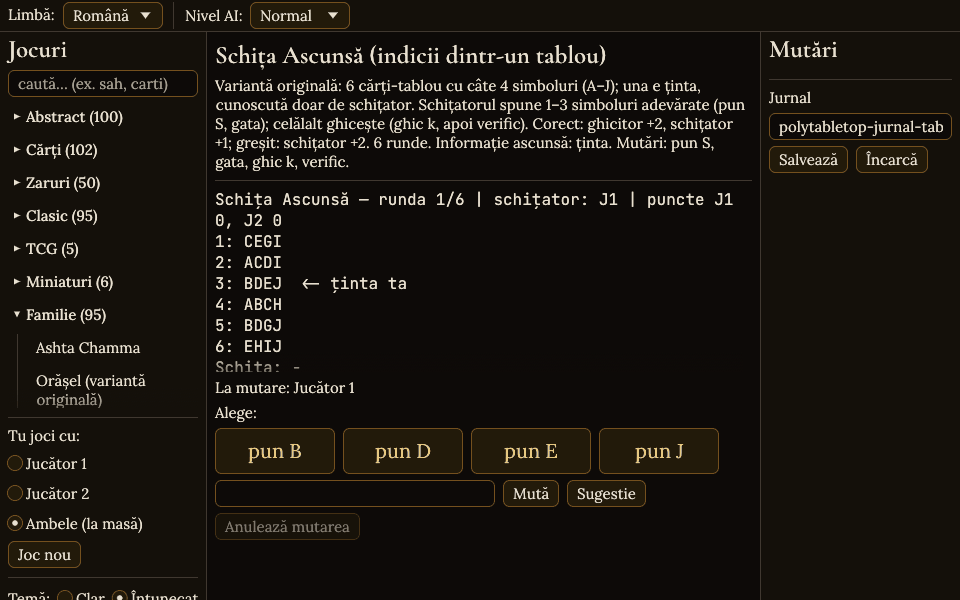 Limbă: Română ▼ Nivel AI: Normal ▼
Jocuri
caută... (ex. sah, carti)
▸ Abstract (100)
▸ Cărți (102)
▸ Zaruri (50)
▸ Clasic (95)
▸ TCG (5)
▸ Miniaturi (6)
▾ Familie (95)
Ashta Chamma
Orășel (variantă
originală)
Tu joci cu:
Jucător 1
Jucător 2
Ambele (la masă)
Joc nou
Temă: Clar Întunecat
Schița Ascunsă (indicii dintr-un tablou)
Variantă originală: 6 cărți-tablou cu câte 4 simboluri (A–J); una e ținta,
cunoscută doar de schițator. Schițatorul spune 1–3 simboluri adevărate (pun
S, gata); celălalt ghicește (ghic k, apoi verific). Corect: ghicitor +2, schițator
+1; greșit: schițator +2. 6 runde. Informație ascunsă: ținta. Mutări: pun S,
gata, ghic k, verific.
Schița Ascunsă — runda 1/6 | schițator: J1 | puncte J1
0, J2 0
1: CEGI
2: ACDI
3: BDEJ ← ținta ta
4: ABCH
5: BDGJ
6: EHIJ
Schița: -
La mutare: Jucător 1
Alege:
pun B
pun D
pun E
pun J
Mută Sugestie
Anulează mutarea
Mutări
Jurnal
polytabletop-jurnal-tab
Salvează Încarcă